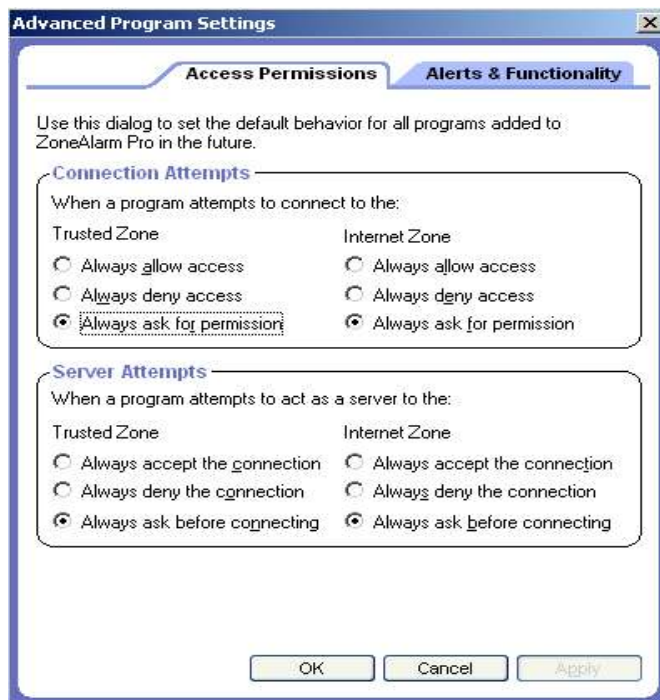 Advanced Program Settings
Access Permissions
Alerts & Functionality
Use this dialog to set the default behavior for all programs added to
ZoneAlarm Pro in the future.
Connection Attempts
When a program attempts to connect to the:
Trusted Zone
Always allow access
Always deny access
Always ask for permission
Internet Zone
Always allow access
Always deny access
Always ask for permission
Server Attempts
When a program attempts to act as a server to the:
Trusted Zone
Always accept the connection
Always deny the connection
Always ask before connecting
Internet Zone
Always accept the connection
Always deny the connection
Always ask before connecting
OK
Cancel
Apply